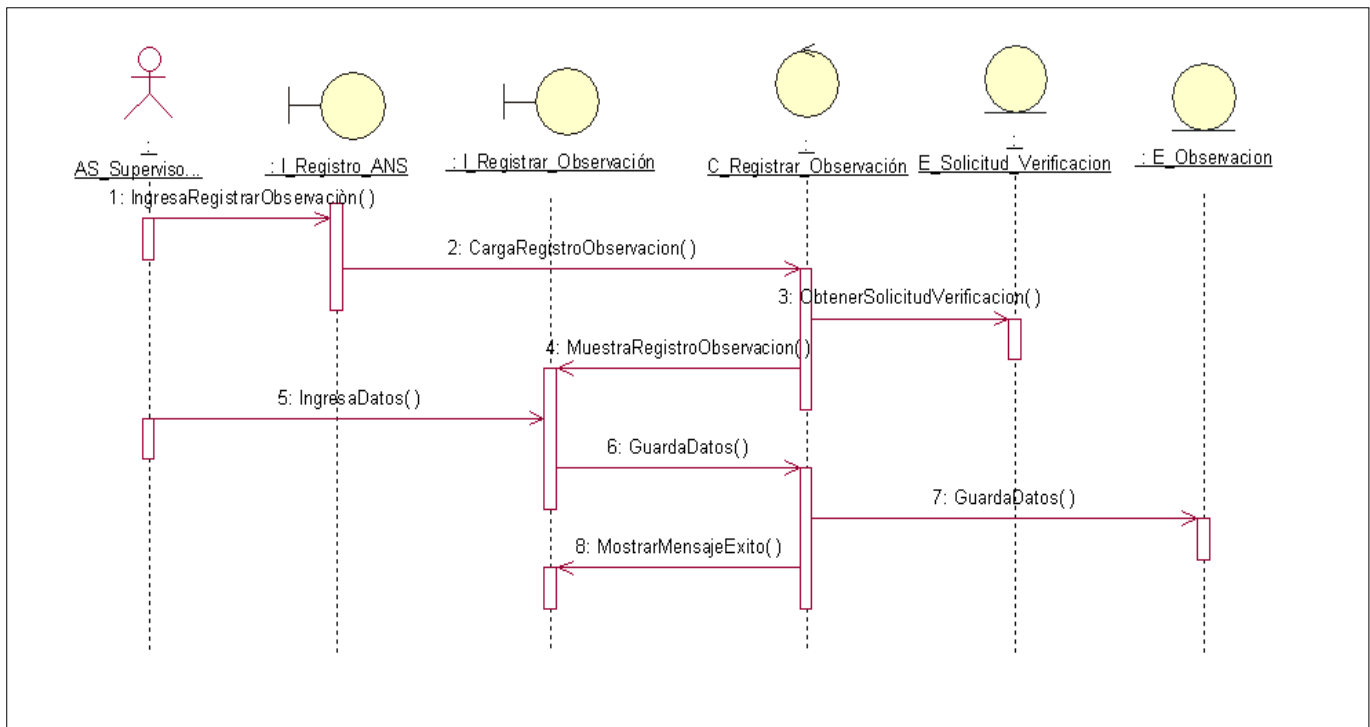 :
AS_Superviso...
: I_Registro_ANS
: I_Registrar_Observación
:
C_Registrar_Observación
:
E_Solicitud_Verificacion
: E_Observacion
1: IngresaRegistrarObservación( )
2: CargaRegistroObservacion( )
3: ObtenerSolicitudVerificacion( )
4: MuestraRegistroObservacion( )
5: IngresaDatos( )
6: GuardaDatos( )
7: GuardaDatos( )
8: MostrarMensajeExito( )